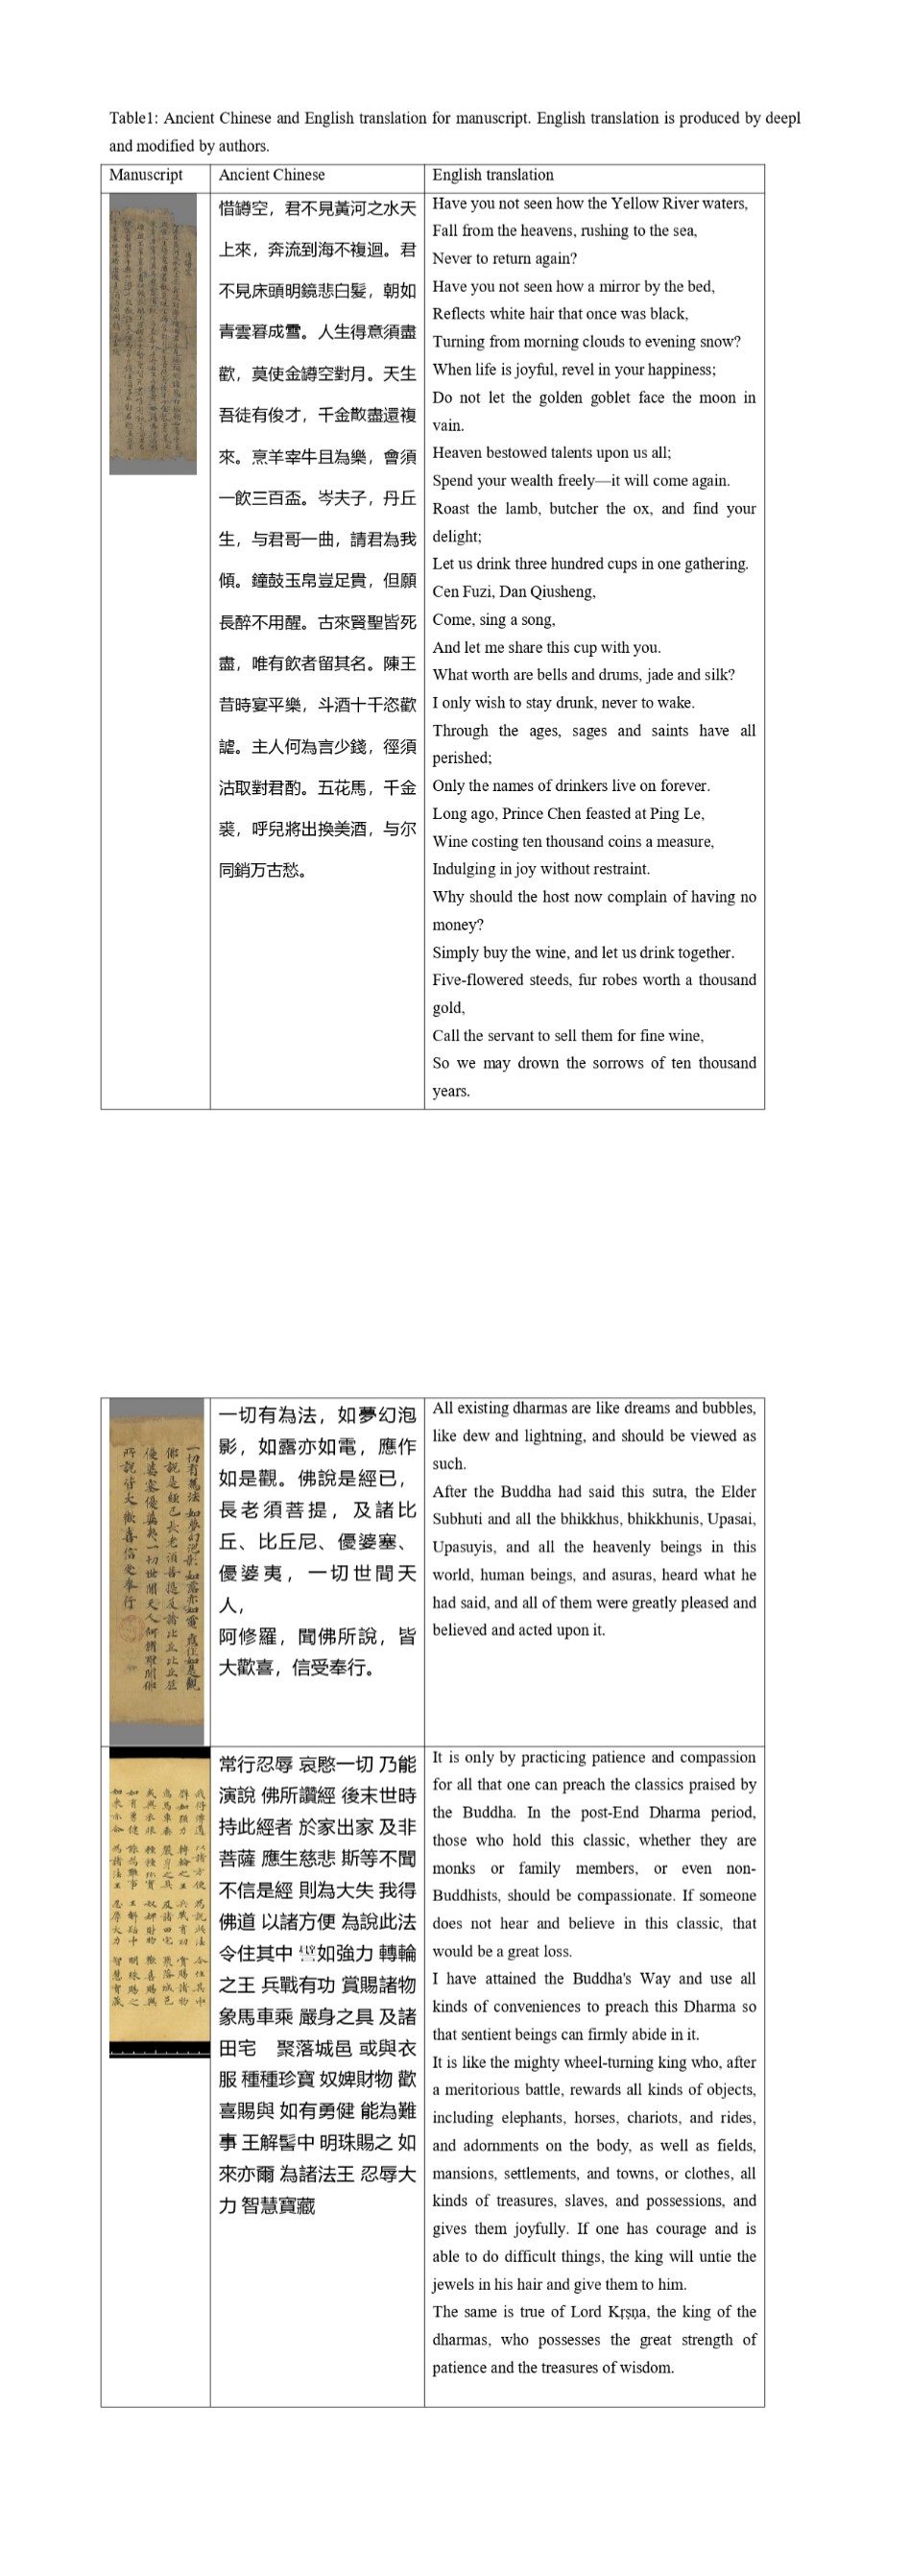 Table1: Ancient Chinese and English translation for manuscript. English translation is produced by deepl
and modified by authors.
Manuscript
Ancient Chinese
English translation
惜罇空，君不見黃河之水天
上來，奔流到海不複迴。君
不見床頭明鏡悲白髮，朝如
青雲暮成雪。人生得意須盡
歡，莫使金罇空對月。天生
吾徒有俊才，千金散盡還複
來。烹羊宰牛且為樂，會須
一飲三百盃。岑夫子，丹丘
生，与君哥一曲，請君為我
傾。鐘鼓玉帛豈足貴，但願
長醉不用醒。古來賢聖皆死
盡，唯有飲者留其名。陳王
昔時宴平樂，斗酒十千恣歡
謔。主人何為言少錢，徑須
沽取對君酌。五花馬，千金
裘，呼兒將出換美酒，与尔
同銷万古愁。
Have you not seen how the Yellow River waters,
Fall from the heavens, rushing to the sea,
Never to return again?
Have you not seen how a mirror by the bed,
Reflects white hair that once was black,
Turning from morning clouds to evening snow?
When life is joyful, revel in your happiness;
Do not let the golden goblet face the moon in
vain.
Heaven bestowed talents upon us all;
Spend your wealth freely—it will come again.
Roast the lamb, butcher the ox, and find your
delight;
Let us drink three hundred cups in one gathering.
Cen Fuzi, Dan Qiusheng,
Come, sing a song,
And let me share this cup with you.
What worth are bells and drums, jade and silk?
I only wish to stay drunk, never to wake.
Through the ages, sages and saints have all
perished;
Only the names of drinkers live on forever.
Long ago, Prince Chen feasted at Ping Le,
Wine costing ten thousand coins a measure,
Indulging in joy without restraint.
Why should the host now complain of having no
money?
Simply buy the wine, and let us drink together.
Five-flowered steeds, fur robes worth a thousand
gold,
Call the servant to sell them for fine wine,
So we may drown the sorrows of ten thousand
years.
一切有為法，如夢幻泡
影，如露亦如電，應作
如是觀。佛說是經已，
長老須菩提，及諸比
丘、比丘尼、優婆塞、
優婆夷，一切世間天
人，
阿修羅，聞佛所說，皆
大歡喜，信受奉行。
All existing dharmas are like dreams and bubbles,
like dew and lightning, and should be viewed as
such.
After the Buddha had said this sutra, the Elder
Subhuti and all the bhikkhus, bhikkhunis, Upasai,
Upasuyis, and all the heavenly beings in this
world, human beings, and asuras, heard what he
had said, and all of them were greatly pleased and
believed and acted upon it.
常行忍辱 哀愍一切 乃能
演說 佛所讚經 後末世時
持此經者 於家出家 及非
菩薩 應生慈悲 斯等不聞
不信是經 則為大失 我得
佛道 以諸方便 為說此法
令住其中 譬如強力 轉輪
之王 兵戰有功 賞賜諸物
象馬車乘 嚴身之具 及諸
田宅　聚落城邑 或與衣
服 種種珍寶 奴婢財物 歡
喜賜與 如有勇健 能為難
事 王解髻中 明珠賜之 如
來亦爾 為諸法王 忍辱大
力 智慧寶藏
It is only by practicing patience and compassion
for all that one can preach the classics praised by
the Buddha. In the post-End Dharma period,
those who hold this classic, whether they are
monks or family members, or even non-
Buddhists, should be compassionate. If someone
does not hear and believe in this classic, that
would be a great loss.
I have attained the Buddha's Way and use all
kinds of conveniences to preach this Dharma so
that sentient beings can firmly abide in it.
It is like the mighty wheel-turning king who, after
a meritorious battle, rewards all kinds of objects,
including elephants, horses, chariots, and rides,
and adornments on the body, as well as fields,
mansions, settlements, and towns, or clothes, all
kinds of treasures, slaves, and possessions, and
gives them joyfully. If one has courage and is
able to do difficult things, the king will untie the
jewels in his hair and give them to him.
The same is true of Lord Kṛṣṇa, the king of the
dharmas, who possesses the great strength of
patience and the treasures of wisdom.